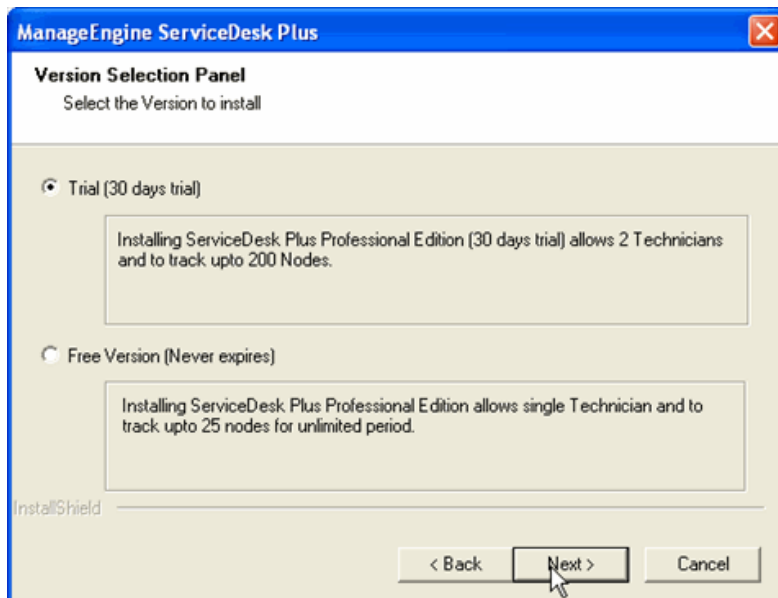 ManageEngine ServiceDesk Plus
Version Selection Panel
Select the Version to install
Trial (30 days trial)
Installing ServiceDesk Plus Professional Edition (30 days trial) allows 2 Technicians
and to track upto 200 Nodes.
Free Version (Never expires)
Installing ServiceDesk Plus Professional Edition allows single Technician and to
track upto 25 nodes for unlimited period.
InstallShield
< Back Next > Cancel